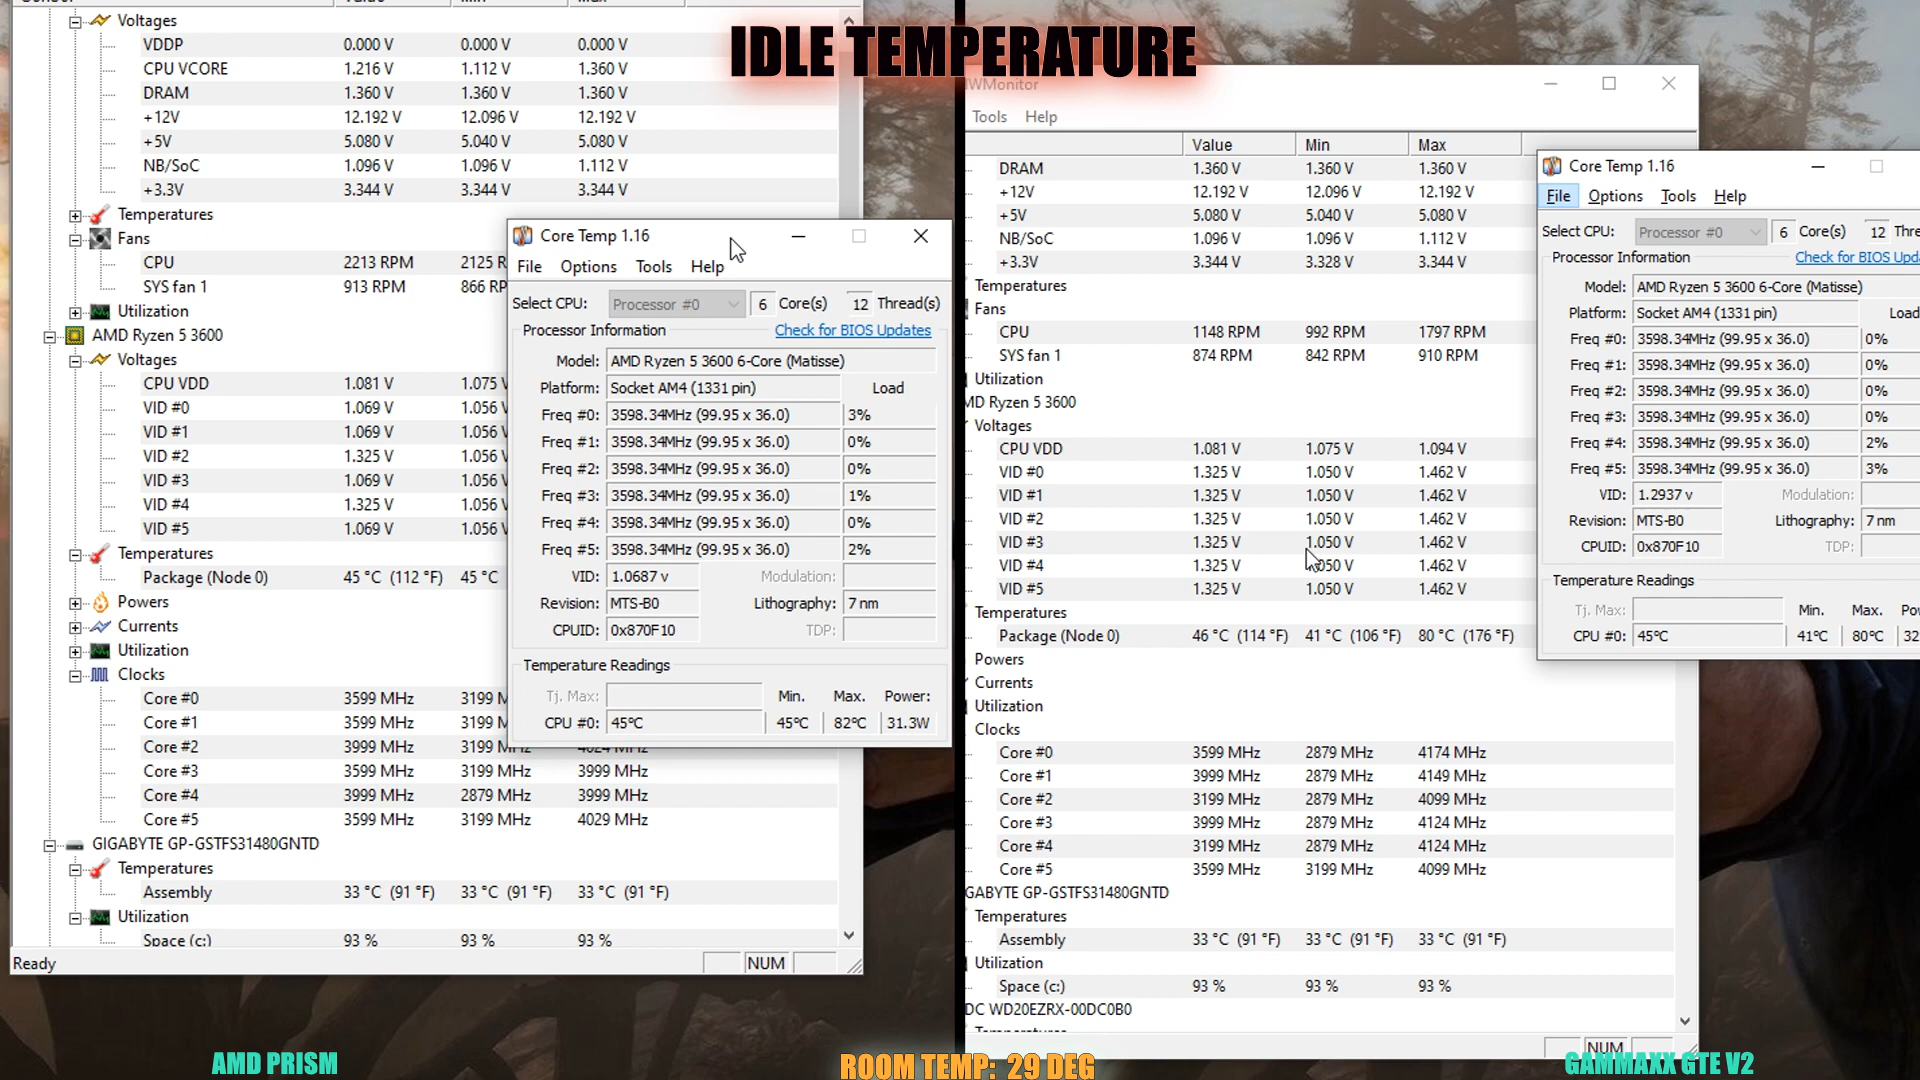 IDLE TEMPERATURE
Voltages
VDDP 0.000 V 0.000 V 0.000 V
CPU VCORE 1.216 V 1.112 V 1.360 V
DRAM 1.360 V 1.360 V 1.360 V
+12V 12.192 V 12.096 V 12.192 V
+5V 5.080 V 5.040 V 5.080 V
NB/SoC 1.096 V 1.096 V 1.112 V
+3.3V 3.344 V 3.344 V 3.344 V
Temperatures
Fans
CPU 2213 RPM 2125 R
SYS fan 1 913 RPM 866 RP
Utilization
AMD Ryzen 5 3600
Voltages
CPU VDD 1.081 V 1.075 V
VID #0 1.069 V 1.056 V
VID #1 1.069 V 1.056 V
VID #2 1.325 V 1.056 V
VID #3 1.069 V 1.056 V
VID #4 1.325 V 1.056 V
VID #5 1.069 V 1.056 V
Temperatures
Package (Node 0) 45 °C (112 °F) 45 °C
Powers
Currents
Utilization
Clocks
Core #0 3599 MHz 3199 M
Core #1 3599 MHz 3199 M
Core #2 3999 MHz 3199 MHz 4024 MHz
Core #3 3599 MHz 3199 MHz 3999 MHz
Core #4 3999 MHz 2879 MHz 3999 MHz
Core #5 3599 MHz 3199 MHz 4029 MHz
GIGABYTE GP-GSTFS31480GNTD
Temperatures
Assembly 33 °C (91 °F) 33 °C (91 °F) 33 °C (91 °F)
Utilization
Space (c:) 93 % 93 % 93 %
Ready NUM
Core Temp 1.16
File Options Tools Help
Select CPU: Processor #0 6 Core(s) 12 Thread(s)
Processor Information Check for BIOS Updates
Model: AMD Ryzen 5 3600 6-Core (Matisse)
Platform: Socket AM4 (1331 pin) Load
Freq #0: 3598.34MHz (99.95 x 36.0) 3%
Freq #1: 3598.34MHz (99.95 x 36.0) 0%
Freq #2: 3598.34MHz (99.95 x 36.0) 0%
Freq #3: 3598.34MHz (99.95 x 36.0) 1%
Freq #4: 3598.34MHz (99.95 x 36.0) 0%
Freq #5: 3598.34MHz (99.95 x 36.0) 2%
VID: 1.0687 v Modulation:
Revision: MTS-B0 Lithography: 7 nm
CPUID: 0x870F10 TDP:
Temperature Readings
Tj. Max: Min. Max. Power:
CPU #0: 45°C 45°C 82°C 31.3W
WMonitor
Tools Help
Value Min Max
DRAM 1.360 V 1.360 V 1.360 V
+12V 12.192 V 12.096 V 12.192 V
+5V 5.080 V 5.040 V 5.080 V
NB/SoC 1.096 V 1.096 V 1.112 V
+3.3V 3.344 V 3.328 V 3.344 V
Temperatures
Fans
CPU 1148 RPM 992 RPM 1797 RPM
SYS fan 1 874 RPM 842 RPM 910 RPM
Utilization
MD Ryzen 5 3600
Voltages
CPU VDD 1.081 V 1.075 V 1.094 V
VID #0 1.325 V 1.050 V 1.462 V
VID #1 1.325 V 1.050 V 1.462 V
VID #2 1.325 V 1.050 V 1.462 V
VID #3 1.325 V 1.050 V 1.462 V
VID #4 1.325 V 1.050 V 1.462 V
VID #5 1.325 V 1.050 V 1.462 V
Temperatures
Package (Node 0) 46 °C (114 °F) 41 °C (106 °F) 80 °C (176 °F)
Powers
Currents
Utilization
Clocks
Core #0 3599 MHz 2879 MHz 4174 MHz
Core #1 3999 MHz 2879 MHz 4149 MHz
Core #2 3199 MHz 2879 MHz 4099 MHz
Core #3 3999 MHz 2879 MHz 4124 MHz
Core #4 3199 MHz 2879 MHz 4124 MHz
Core #5 3599 MHz 3199 MHz 4099 MHz
GABYTE GP-GSTFS31480GNTD
Temperatures
Assembly 33 °C (91 °F) 33 °C (91 °F) 33 °C (91 °F)
Utilization
Space (c:) 93 % 93 % 93 %
DC WD20EZRX-00DC0B0
NUM
Core Temp 1.16
File Options Tools Help
Select CPU: Processor #0 6 Core(s) 12 Thre
Processor Information Check for BIOS Upda
Model: AMD Ryzen 5 3600 6-Core (Matisse)
Platform: Socket AM4 (1331 pin) Load
Freq #0: 3598.34MHz (99.95 x 36.0) 0%
Freq #1: 3598.34MHz (99.95 x 36.0) 0%
Freq #2: 3598.34MHz (99.95 x 36.0) 0%
Freq #3: 3598.34MHz (99.95 x 36.0) 0%
Freq #4: 3598.34MHz (99.95 x 36.0) 2%
Freq #5: 3598.34MHz (99.95 x 36.0) 3%
VID: 1.2937 v Modulation:
Revision: MTS-B0 Lithography: 7 nm
CPUID: 0x870F10 TDP:
Temperature Readings
Tj. Max: Min. Max. Po
CPU #0: 45°C 41°C 80°C 32
AMD PRISM
ROOM TEMP: 29 DEG
GAMMAXX GTE V2